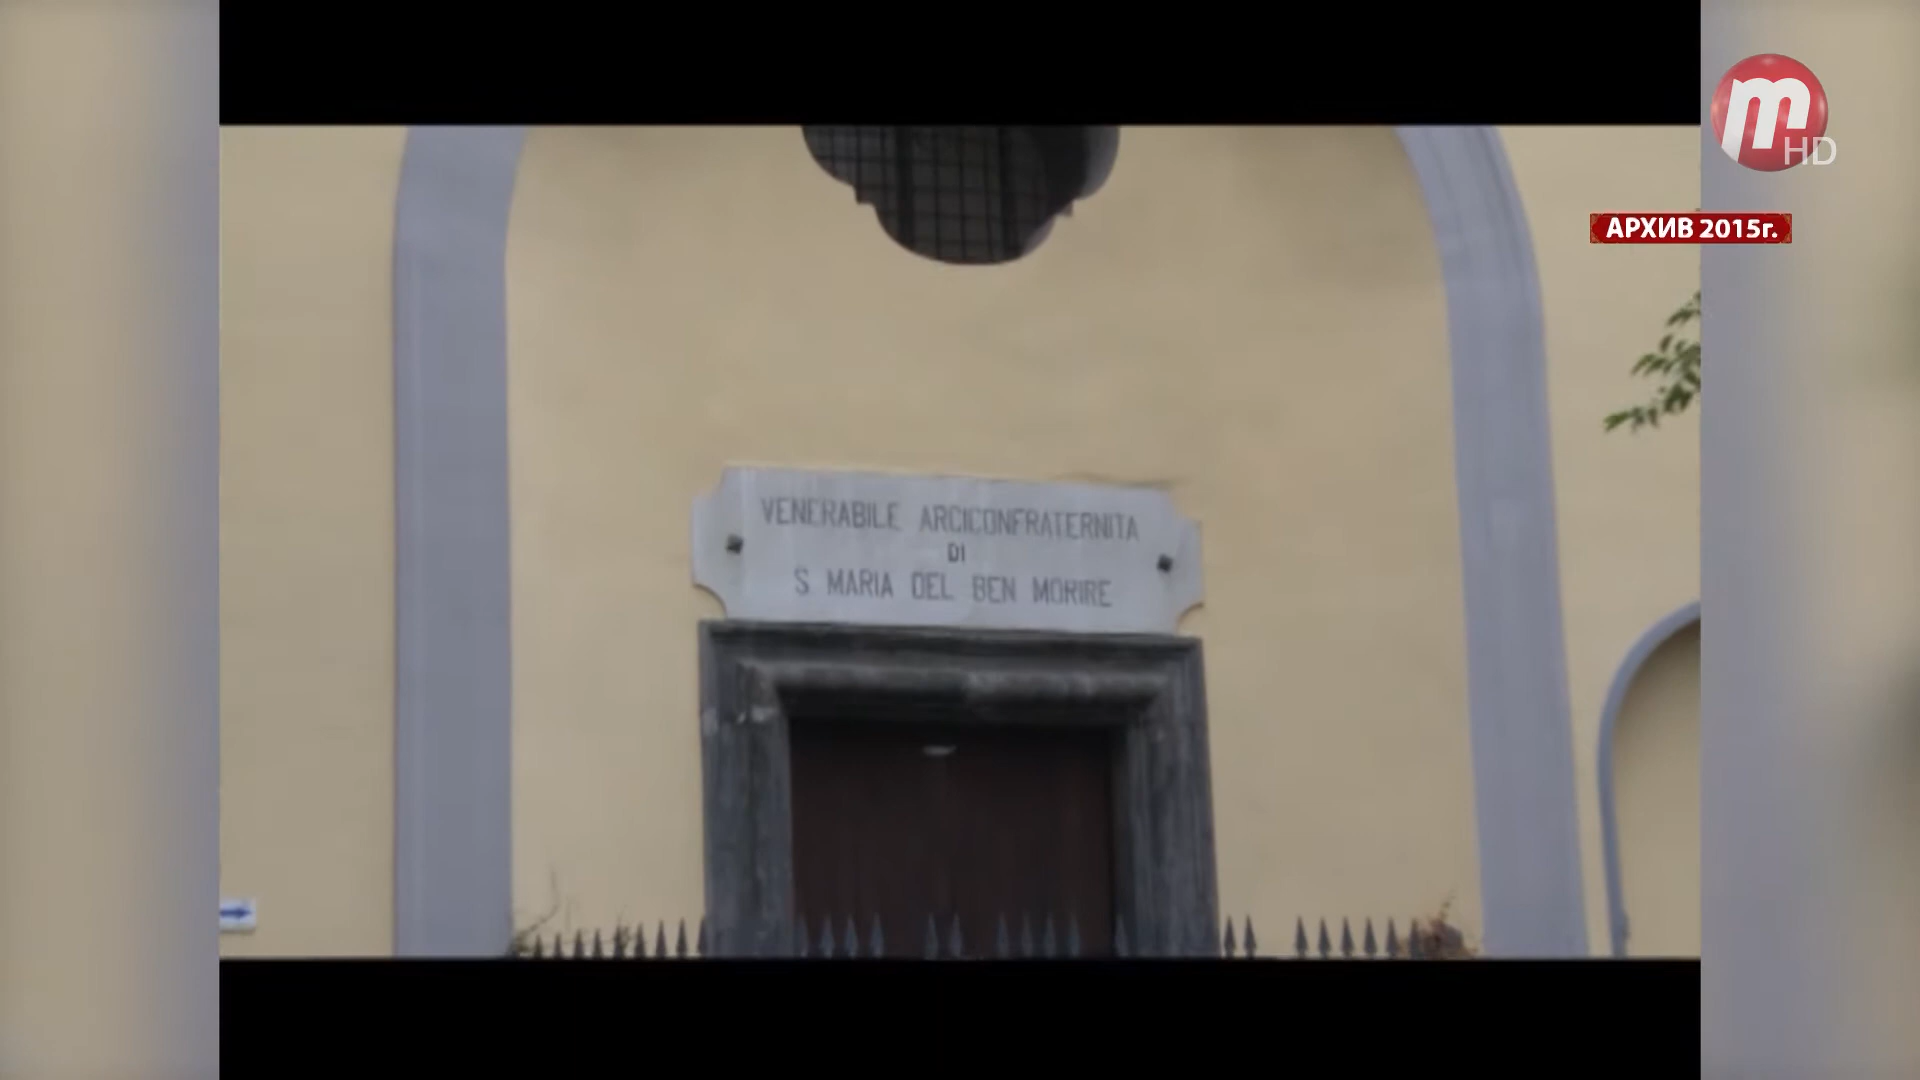 m HD
АРХИВ 2015г.
VENERABILE ARCICONFRATERNITA
DI
S MARIA DEL BEN MORIRE